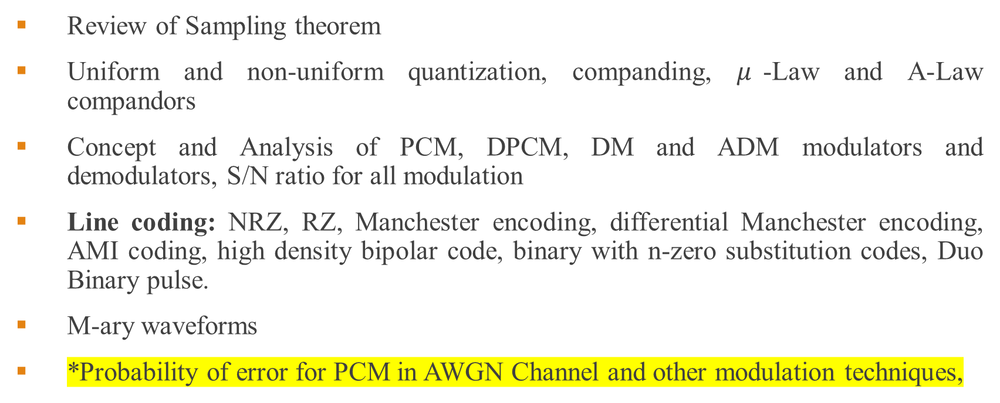 ▪ Review of Sampling theorem
▪ Uniform and non-uniform quantization, companding, μ -Law and A-Law
compandors
▪ Concept and Analysis of PCM, DPCM, DM and ADM modulators and
demodulators, S/N ratio for all modulation
▪ Line coding: NRZ, RZ, Manchester encoding, differential Manchester encoding,
AMI coding, high density bipolar code, binary with n-zero substitution codes, Duo
Binary pulse.
▪ M-ary waveforms
▪ *Probability of error for PCM in AWGN Channel and other modulation techniques,